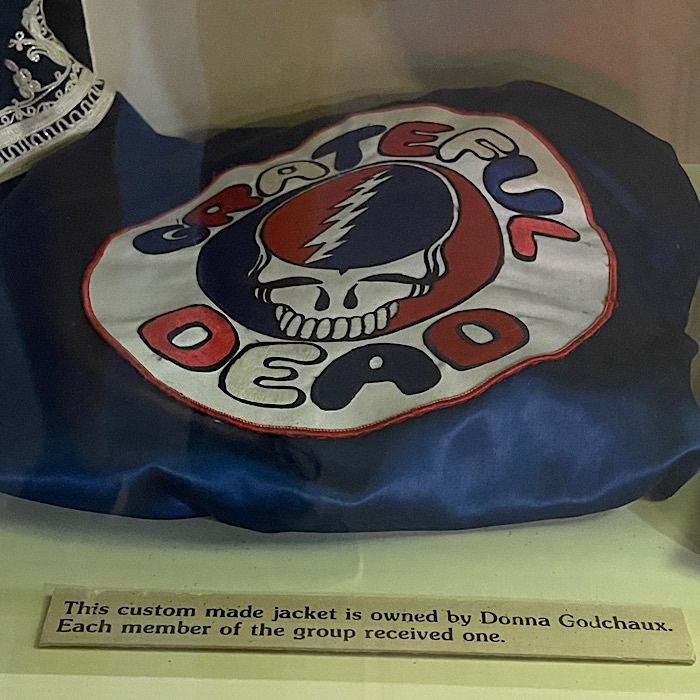 GRATEFUL
DEAD
This custom made jacket is owned by Donna Godchaux.
Each member of the group received one.